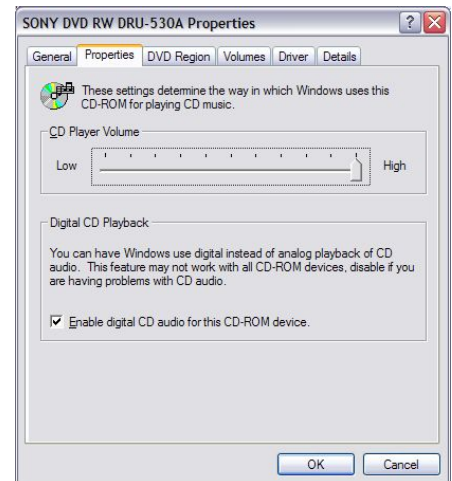 SONY DVD RW DRU-530A Properties
General Properties DVD Region Volumes Driver Details
These settings determine the way in which Windows uses this
CD-ROM for playing CD music.
CD Player Volume
Low High
Digital CD Playback
You can have Windows use digital instead of analog playback of CD
audio. This feature may not work with all CD-ROM devices, disable if you
are having problems with CD audio.
Enable digital CD audio for this CD-ROM device.
OK Cancel